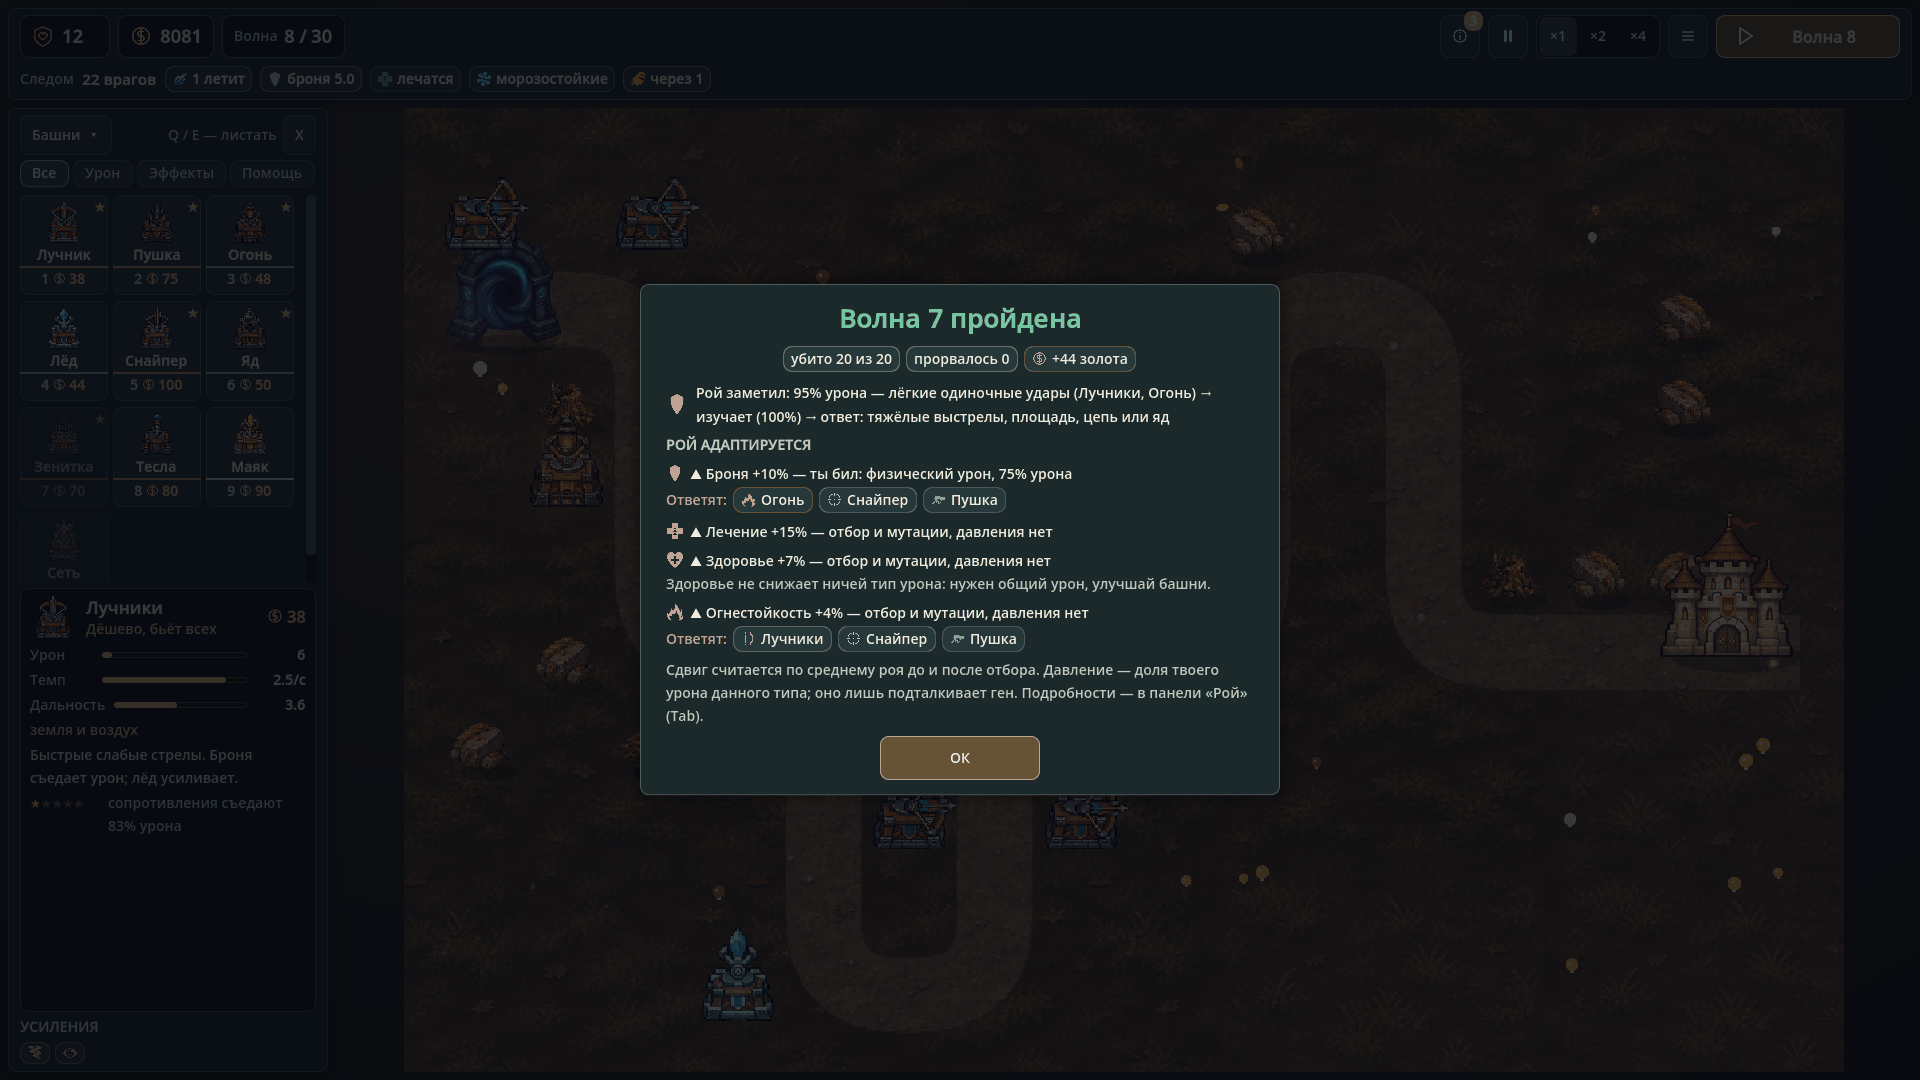 12
8081
Волна 8 / 30
3
×1
×2
×4
Волна 8
Следом 22 врагов
1 летит
броня 5.0
лечатся
морозостойкие
через 1
Башни
Q / E — листать
X
Все
Урон
Эффекты
Помощь
Лучник
Пушка
Огонь
1 38
2 75
3 48
Лёд
Снайпер
Яд
4 44
5 100
6 50
Зенитка
Тесла
Маяк
7 70
8 80
9 90
Сеть
Лучники
38
Дёшево, бьёт всех
Урон 6
Темп 2.5/с
Дальность 3.6
земля и воздух
Быстрые слабые стрелы. Броня
съедает урон; лёд усиливает.
сопротивления съедают
83% урона
УСИЛЕНИЯ
Волна 7 пройдена
убито 20 из 20
прорвалось 0
+44 золота
Рой заметил: 95% урона — лёгкие одиночные удары (Лучники, Огонь) →
изучает (100%) → ответ: тяжёлые выстрелы, площадь, цепь или яд
РОЙ АДАПТИРУЕТСЯ
▲ Броня +10% — ты бил: физический урон, 75% урона
Ответят: Огонь Снайпер Пушка
▲ Лечение +15% — отбор и мутации, давления нет
▲ Здоровье +7% — отбор и мутации, давления нет
Здоровье не снижает ничей тип урона: нужен общий урон, улучшай башни.
▲ Огнестойкость +4% — отбор и мутации, давления нет
Ответят: Лучники Снайпер Пушка
Сдвиг считается по среднему роя до и после отбора. Давление — доля твоего
урона данного типа; оно лишь подталкивает ген. Подробности — в панели «Рой»
(Tab).
ОК